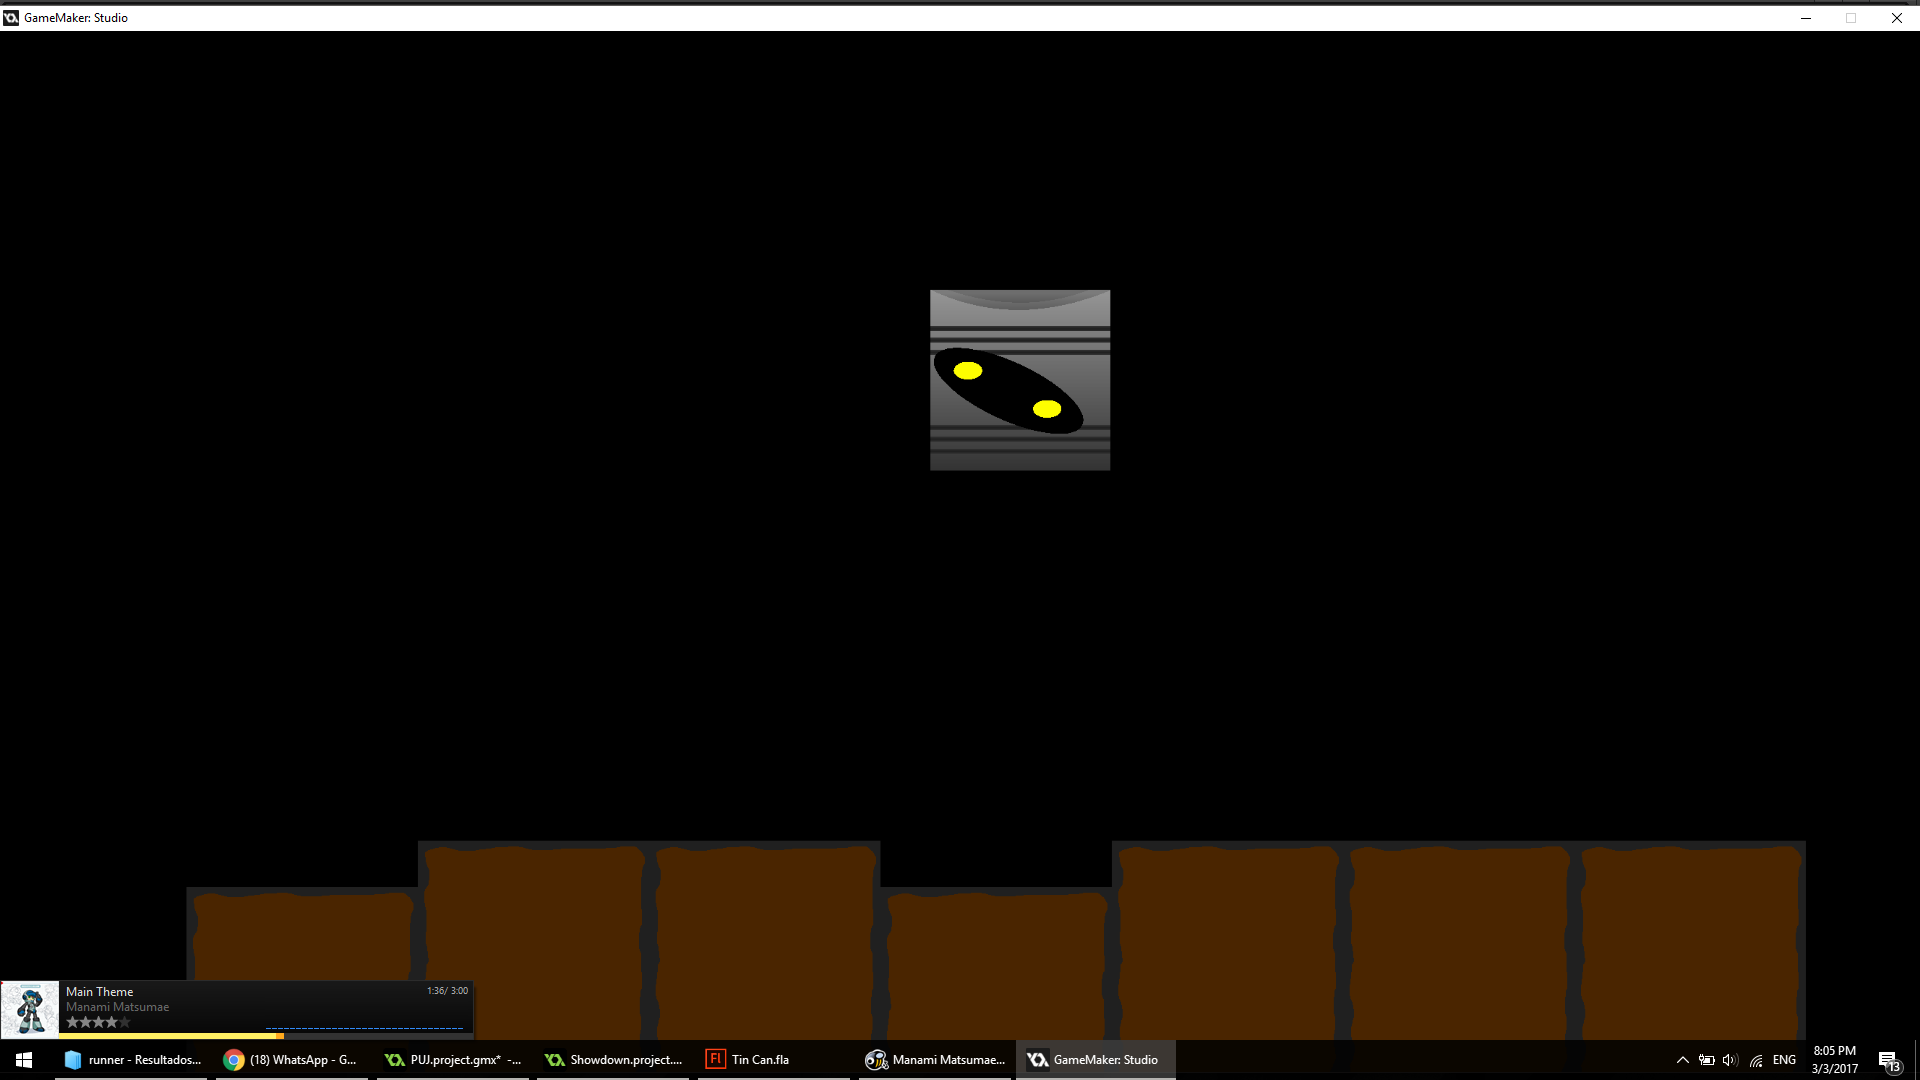 GameMaker: Studio
Main Theme
1:36/ 3:00
Manami Matsumae
runner - Resultados...
(18) WhatsApp - G...
PUJ.project.gmx* -...
Showdown.project....
Fl
Tin Can.fla
Manami Matsumae...
GameMaker: Studio
ENG
8:05 PM
3/3/2017
13